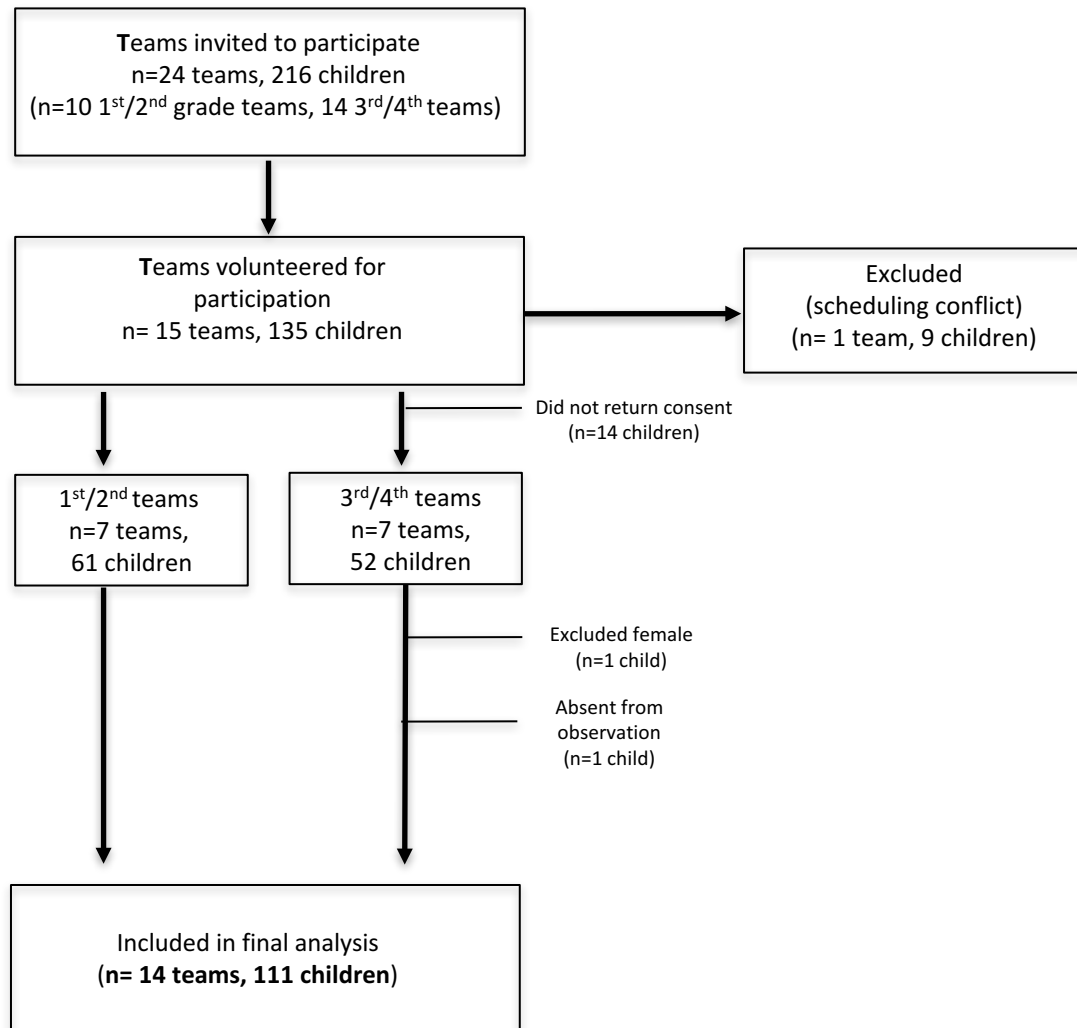 Teams invited to participate
n=24 teams, 216 children
(n=10 1st/2nd grade teams, 14 3rd/4th teams)
Teams volunteered for
participation
n= 15 teams, 135 children
Excluded
(scheduling conflict)
(n= 1 team, 9 children)
Did not return consent
(n=14 children)
1st/2nd teams
n=7 teams,
61 children
3rd/4th teams
n=7 teams,
52 children
Excluded female
(n=1 child)
Absent from
observation
(n=1 child)
Included in final analysis
(n= 14 teams, 111 children)